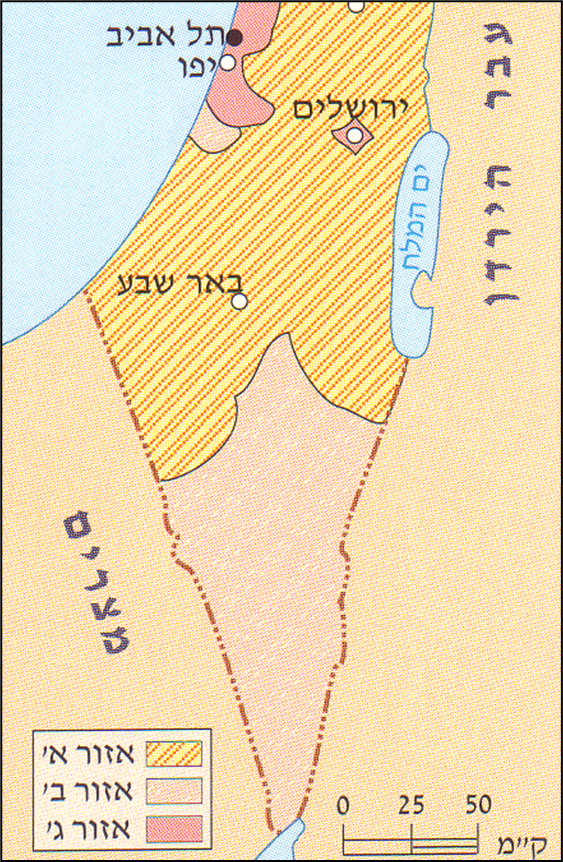 תל אביב
יפו
ירושלים
עבר הירדן
ים המלח
באר שבע
מצרים
אזור א׳
אזור ב׳
אזור ג׳
0 25 50
ק״מ